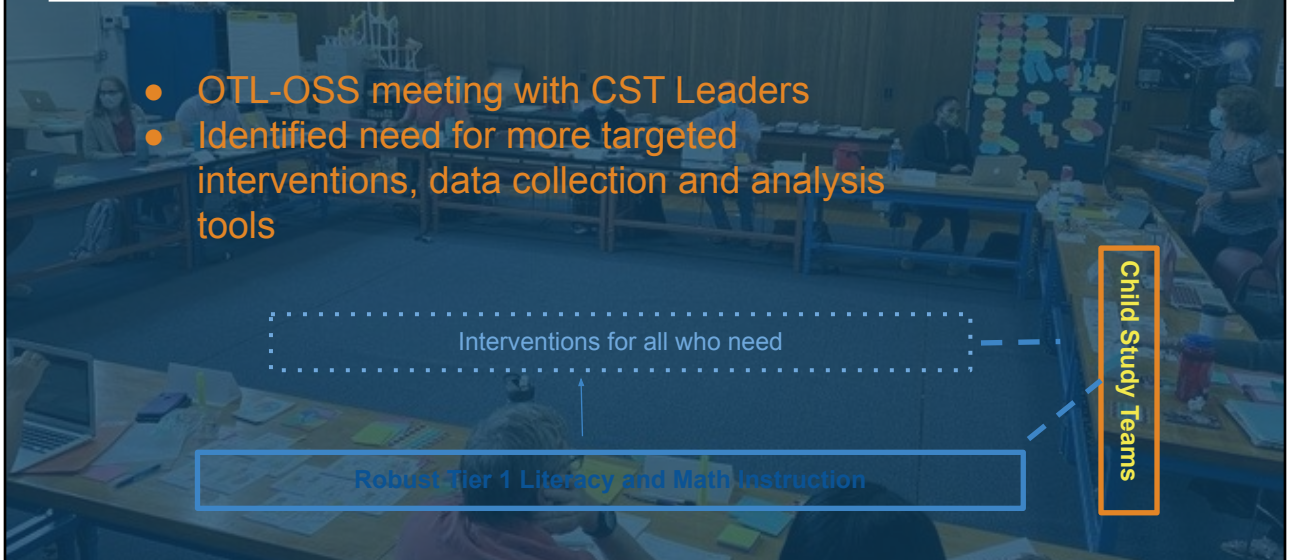 ● OTL-OSS meeting with CST Leaders
● Identified need for more targeted
interventions, data collection and analysis
tools
Interventions for all who need
Child Study Teams
Robust Tier 1 Literacy and Math Instruction